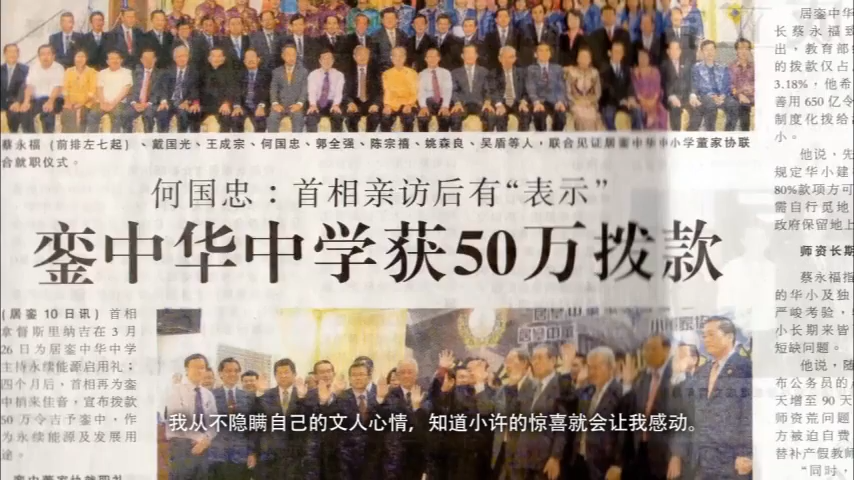 蔡永福（前排左七起）、戴国光、王成宗、何国忠、郭全强、陈宗禧、姚森良、吴盾等人，联合见证居銮中华中小学董家协联
合就职仪式。
何国忠：首相亲访后有“表示”
銮中华中学获50万拨款
（居銮10日讯）首相
拿督斯里纳吉在3月
26日为居銮中华中学
主持永续能源启用礼；
四个月后，首相再为銮
中捎来佳音，宣布拨款
50万令吉予銮中，作
为永续能源及发展用
途。
我从不隐瞒自己的文人心情，知道小许的惊喜就会让我感动。
居銮中华
长蔡永福致
出，教育部
的拨款仅占
3.18%，他希
善用650亿令
制度化拨给
小。
他说，先
规定华小建
80%款项方可
需自行觅地
政府保留地上
师资长期
蔡永福指
的华小及独
严峻考验，
小长期来皆
短缺问题。
他说，随
布公务员的
天增至90天
师资荒问题
方被迫自费
替补产假教师
“同时，